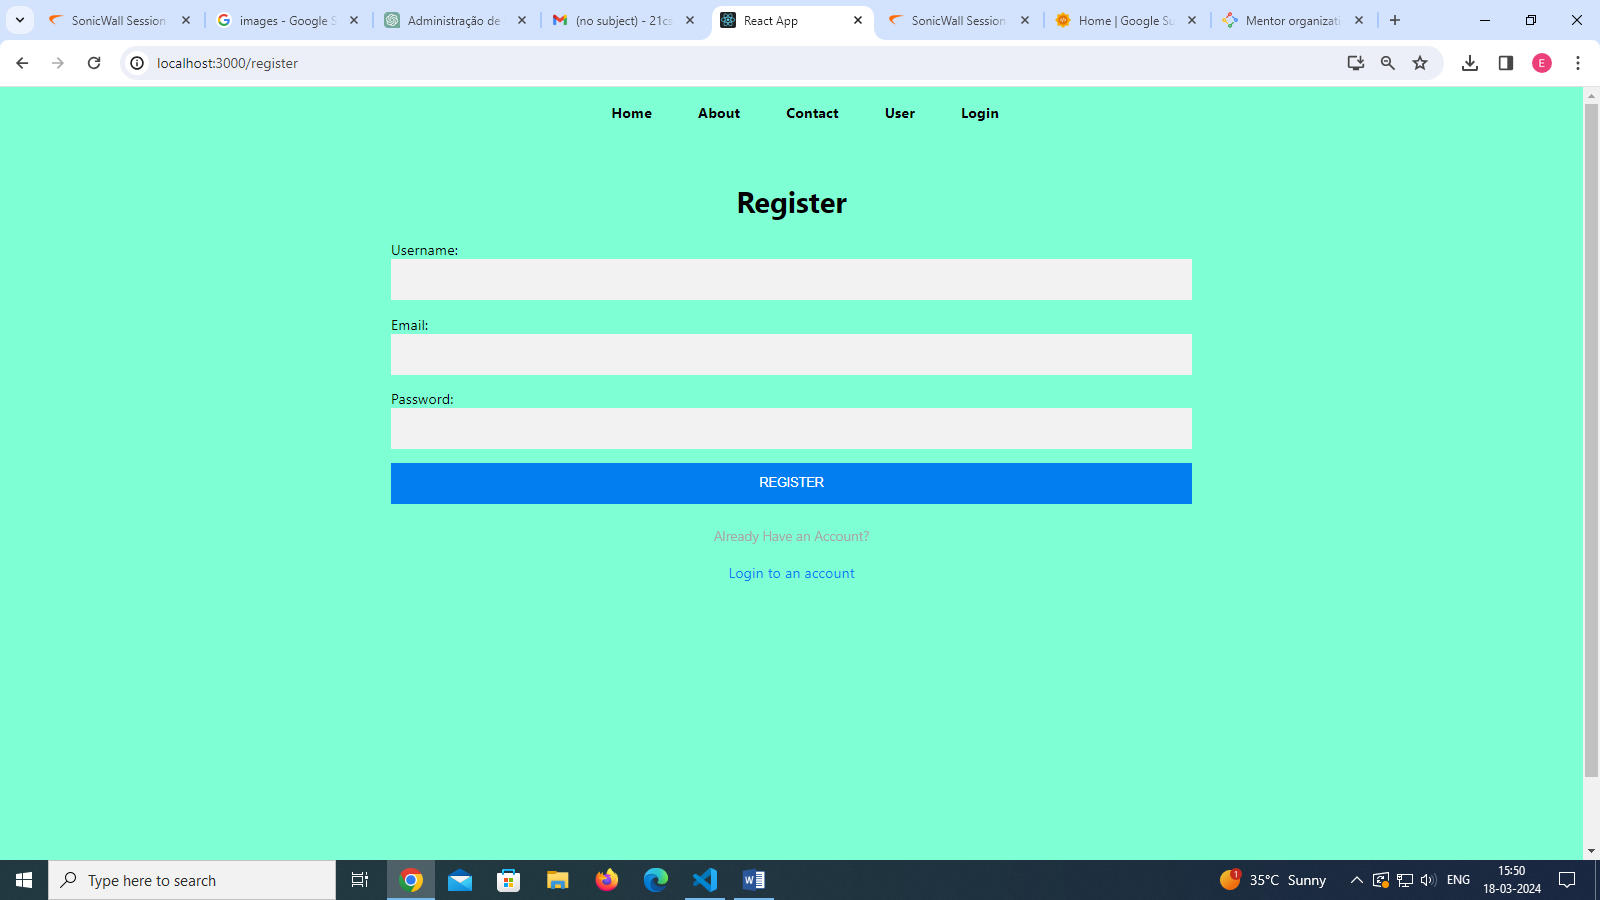 SonicWall Session
images - Google S
Administração de
(no subject) - 21cs
React App
SonicWall Session
Home | Google Su
Mentor organizati
localhost:3000/register
E
Home About Contact User Login
Register
Username:
Email:
Password:
REGISTER
Already Have an Account?
Login to an account
Type here to search
1
35°C Sunny
ENG
15:50
18-03-2024